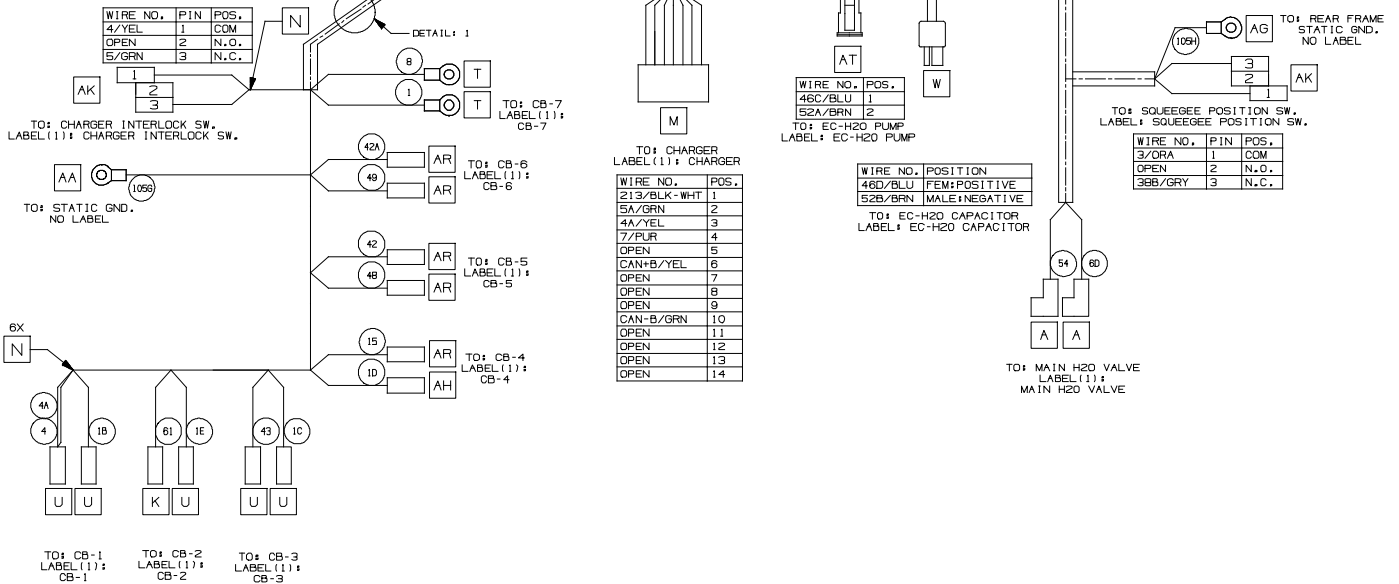 WIRE NO. PIN POS.
4/YEL 1 COM
OPEN 2 N.O.
5/GRN 3 N.C.
N
DETAIL: 1
AK
1
2
3
TO: CHARGER INTERLOCK SW.
LABEL(1): CHARGER INTERLOCK SW.
8
T
1
T
TO: CB-7
LABEL(1):
CB-7
AA
105G
TO: STATIC GND.
NO LABEL
42A
AR
49
AR
TO: CB-6
LABEL(1):
CB-6
42
AR
48
AR
TO: CB-5
LABEL(1):
CB-5
15
AR
1D
AH
TO: CB-4
LABEL(1):
CB-4
6X
N
4A
4
1B
U
U
TO: CB-1
LABEL(1):
CB-1
61
1E
K
U
TO: CB-2
LABEL(1):
CB-2
43
1C
U
U
TO: CB-3
LABEL(1):
CB-3
M
TO: CHARGER
LABEL(1): CHARGER
WIRE NO. POS.
213/BLK-WHT 1
5A/GRN 2
4A/YEL 3
7/PUR 4
OPEN 5
CAN+B/YEL 6
OPEN 7
OPEN 8
OPEN 9
CAN-B/GRN 10
OPEN 11
OPEN 12
OPEN 13
OPEN 14
AT
WIRE NO. POS.
46C/BLU 1
52A/BRN 2
TO: EC-H2O PUMP
LABEL: EC-H2O PUMP
W
WIRE NO. POSITION
46D/BLU FEM:POSITIVE
52B/BRN MALE:NEGATIVE
TO: EC-H2O CAPACITOR
LABEL: EC-H2O CAPACITOR
105H
AG
TO: REAR FRAME
STATIC GND.
NO LABEL
3
2
1
AK
TO: SQUEEGEE POSITION SW.
LABEL: SQUEEGEE POSITION SW.
WIRE NO. PIN POS.
3/ORA 1 COM
OPEN 2 N.O.
38B/GRY 3 N.C.
54
6D
A
A
TO: MAIN H2O VALVE
LABEL(1):
MAIN H2O VALVE